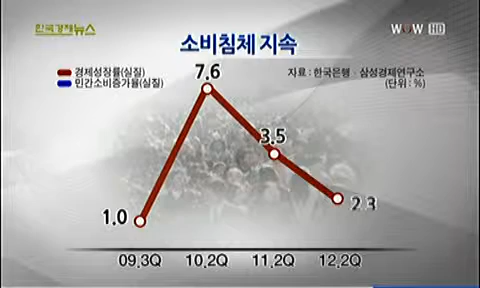 한국경제뉴스
WOW HD
소비침체 지속
경제성장률(실질)
민간소비증가율(실질)
자료 : 한국은행 · 삼성경제연구소
(단위 : %)
7.6
3.5
2.3
1.0
09.3Q 10.2Q 11.2Q 12.2Q